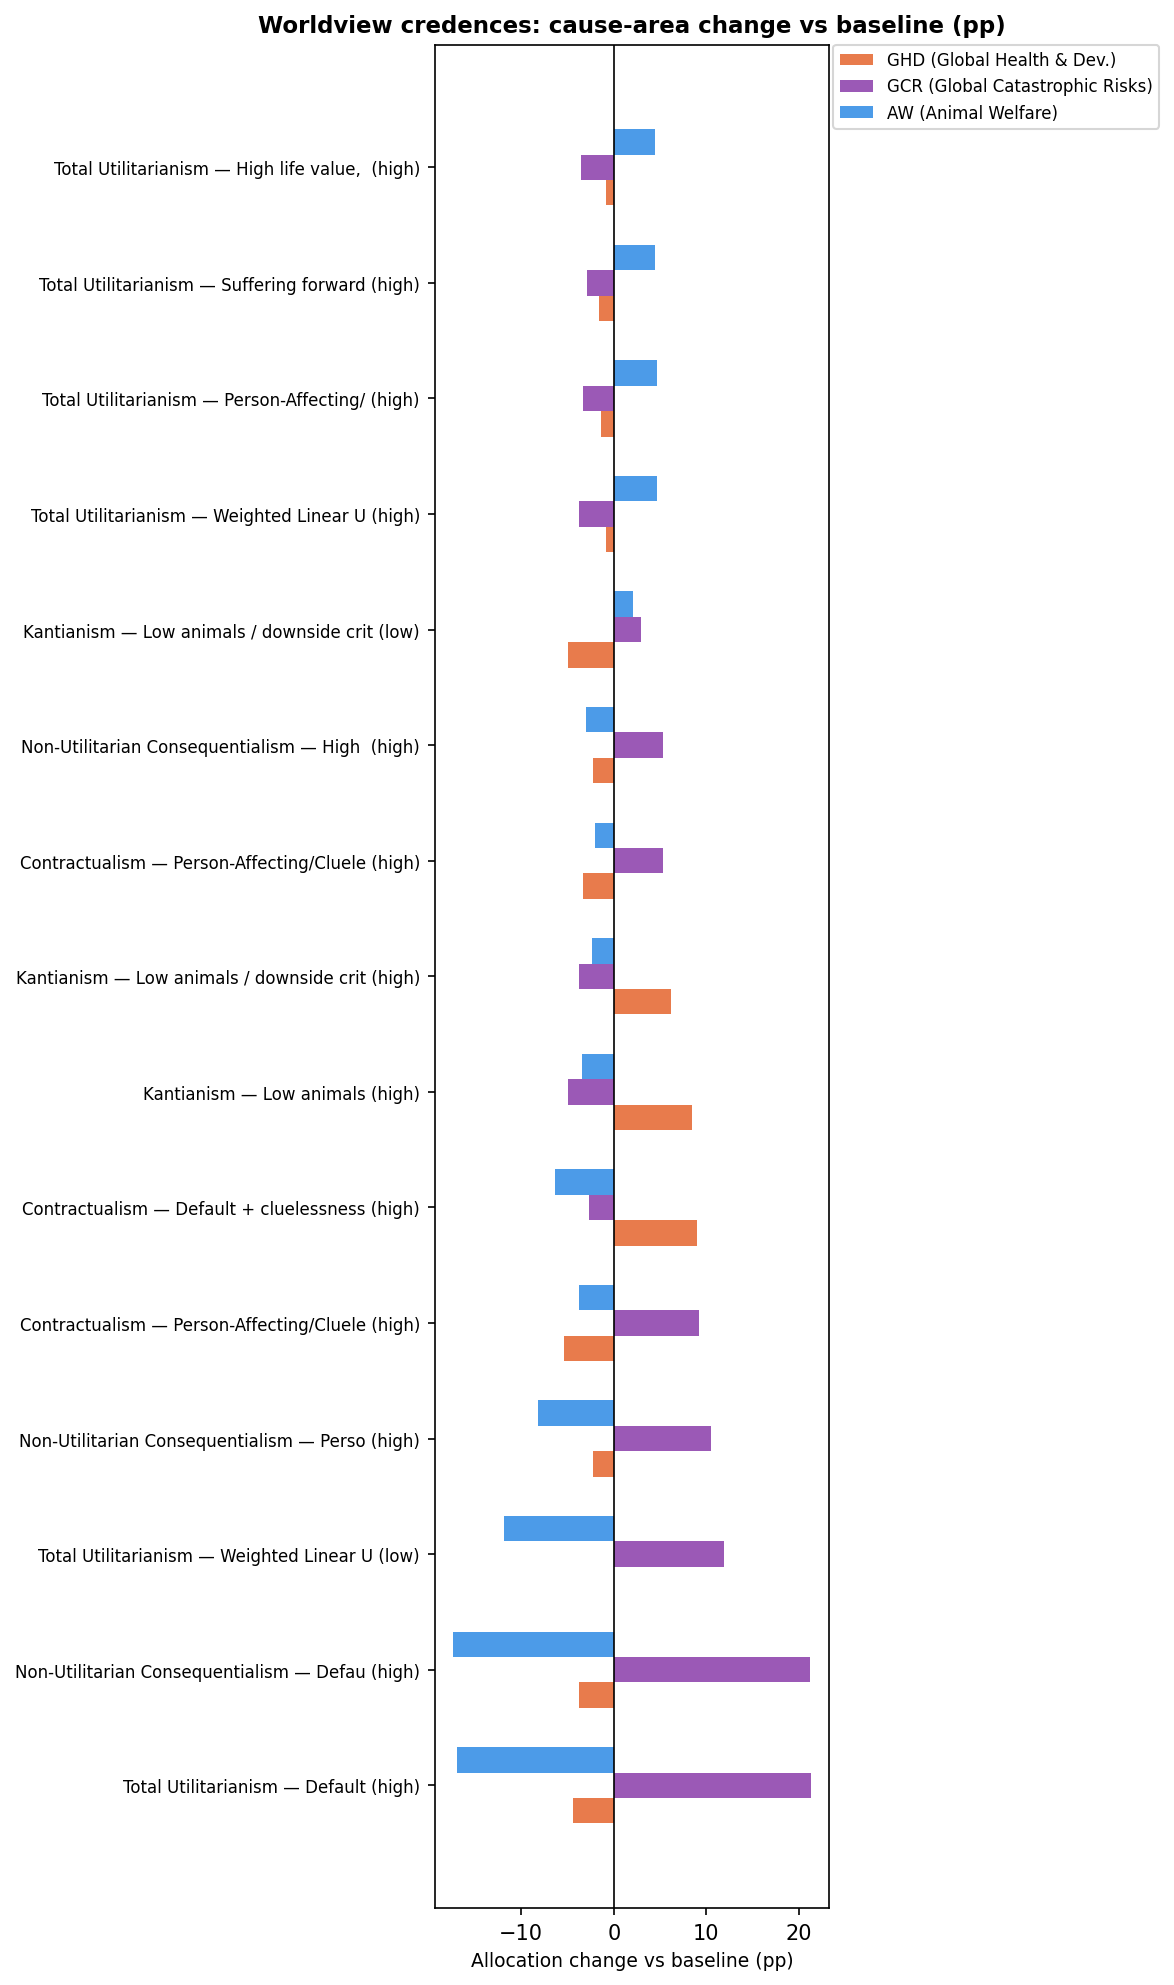 Worldview credences: cause-area change vs baseline (pp)
GHD (Global Health & Dev.)
GCR (Global Catastrophic Risks)
AW (Animal Welfare)
Total Utilitarianism — High life value,  (high)
Total Utilitarianism — Suffering forward (high)
Total Utilitarianism — Person-Affecting/ (high)
Total Utilitarianism — Weighted Linear U (high)
Kantianism — Low animals / downside crit (low)
Non-Utilitarian Consequentialism — High  (high)
Contractualism — Person-Affecting/Cluele (high)
Kantianism — Low animals / downside crit (high)
Kantianism — Low animals (high)
Contractualism — Default + cluelessness (high)
Contractualism — Person-Affecting/Cluele (high)
Non-Utilitarian Consequentialism — Perso (high)
Total Utilitarianism — Weighted Linear U (low)
Non-Utilitarian Consequentialism — Defau (high)
Total Utilitarianism — Default (high)
−10 0 10 20
Allocation change vs baseline (pp)